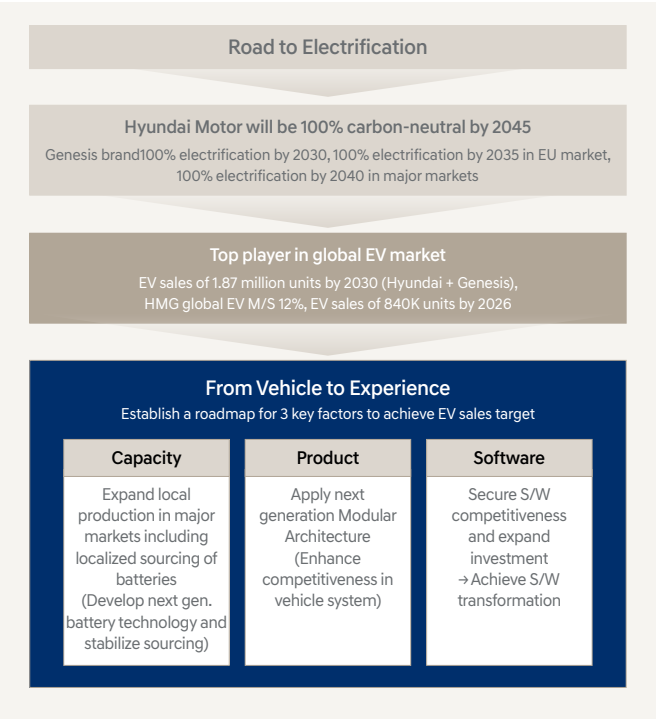 Road to Electrification
Hyundai Motor will be 100% carbon-neutral by 2045
Genesis brand100% electrification by 2030, 100% electrification by 2035 in EU market,
100% electrification by 2040 in major markets
Top player in global EV market
EV sales of 1.87 million units by 2030 (Hyundai + Genesis),
HMG global EV M/S 12%, EV sales of 840K units by 2026
From Vehicle to Experience
Establish a roadmap for 3 key factors to achieve EV sales target
Capacity
Expand local
production in major
markets including
localized sourcing of
batteries
(Develop next gen.
battery technology and
stabilize sourcing)
Product
Apply next
generation Modular
Architecture
(Enhance
competitiveness in
vehicle system)
Software
Secure S/W
competitiveness
and expand
investment
→Achieve S/W
transformation